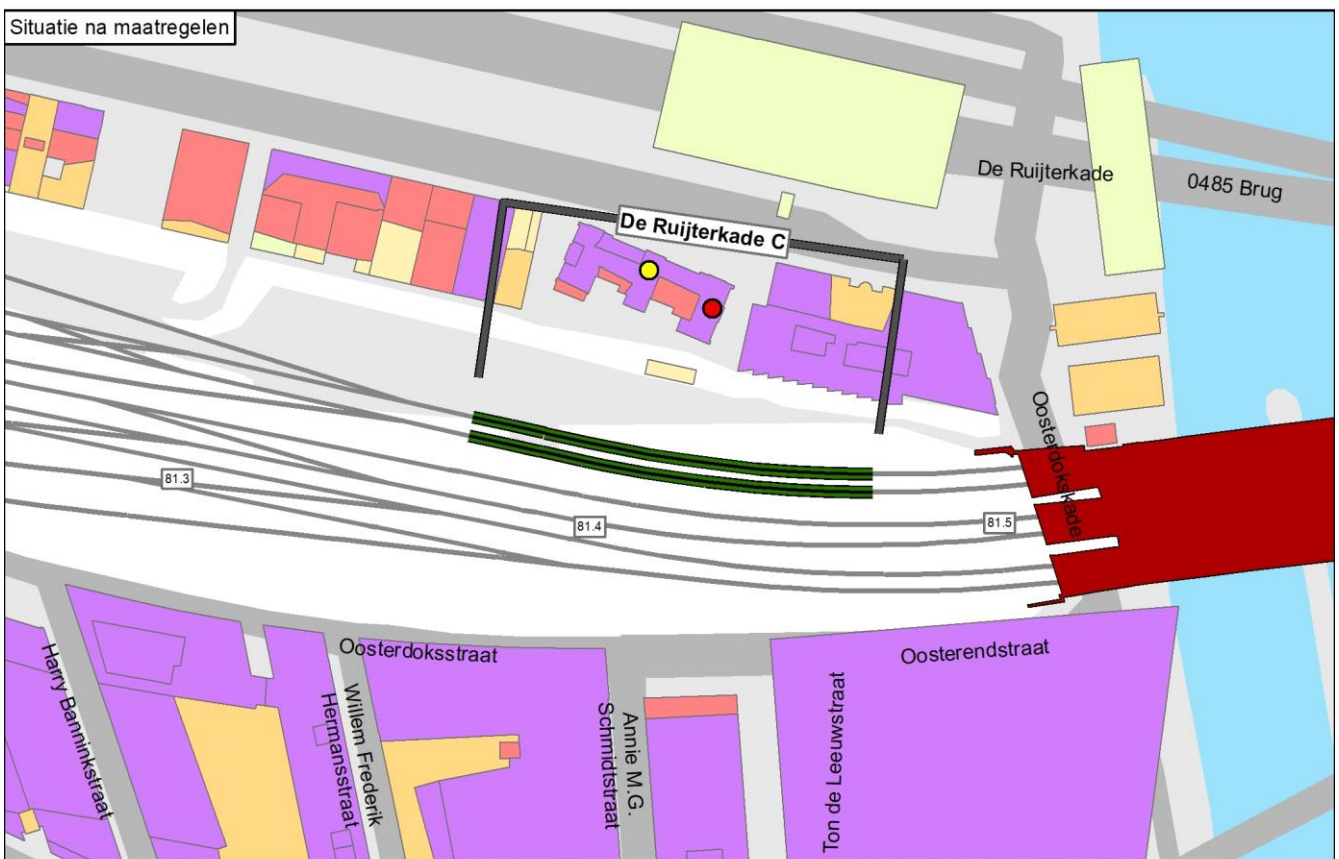 Situatie na maatregelen
De Ruijterkade
0485 Brug
De Ruijterkade C
Oosterdokskade
81.3
81.4
81.5
Oosterdoksstraat
Oosterendstraat
Harry Banninkstraat
Willem Frederik
Hermansstraat
Annie M.G.
Schmidtstraat
Ton de Leeuwstraat